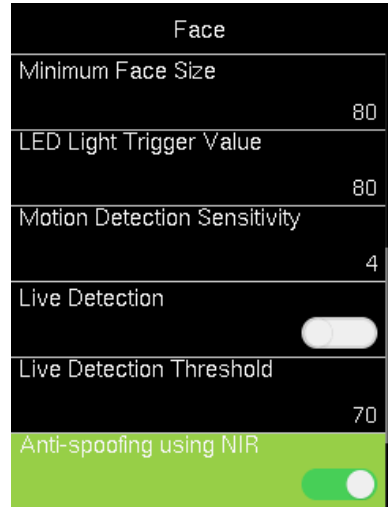 Face
Minimum Face Size
80
LED Light Trigger Value
80
Motion Detection Sensitivity
4
Live Detection
Live Detection Threshold
70
Anti-spoofing using NIR